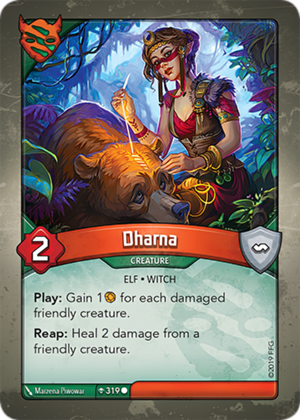 2
Dharna
CREATURE
ELF • WITCH
Play: Gain 1 for each damaged
friendly creature.
Reap: Heal 2 damage from a
friendly creature.
Marzena Piwowar
319
©2019 FFG